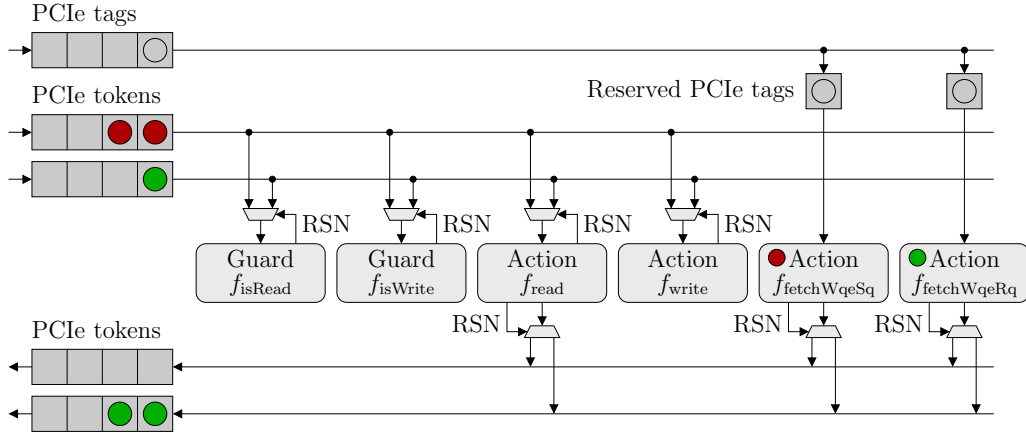 PCIe tags
Reserved PCIe tags
PCIe tokens
RSN RSN RSN RSN
Guard Guard Action Action Action Action
f_isRead f_isWrite f_read f_write f_fetchWqeSq f_fetchWqeRq
RSN RSN RSN
PCIe tokens